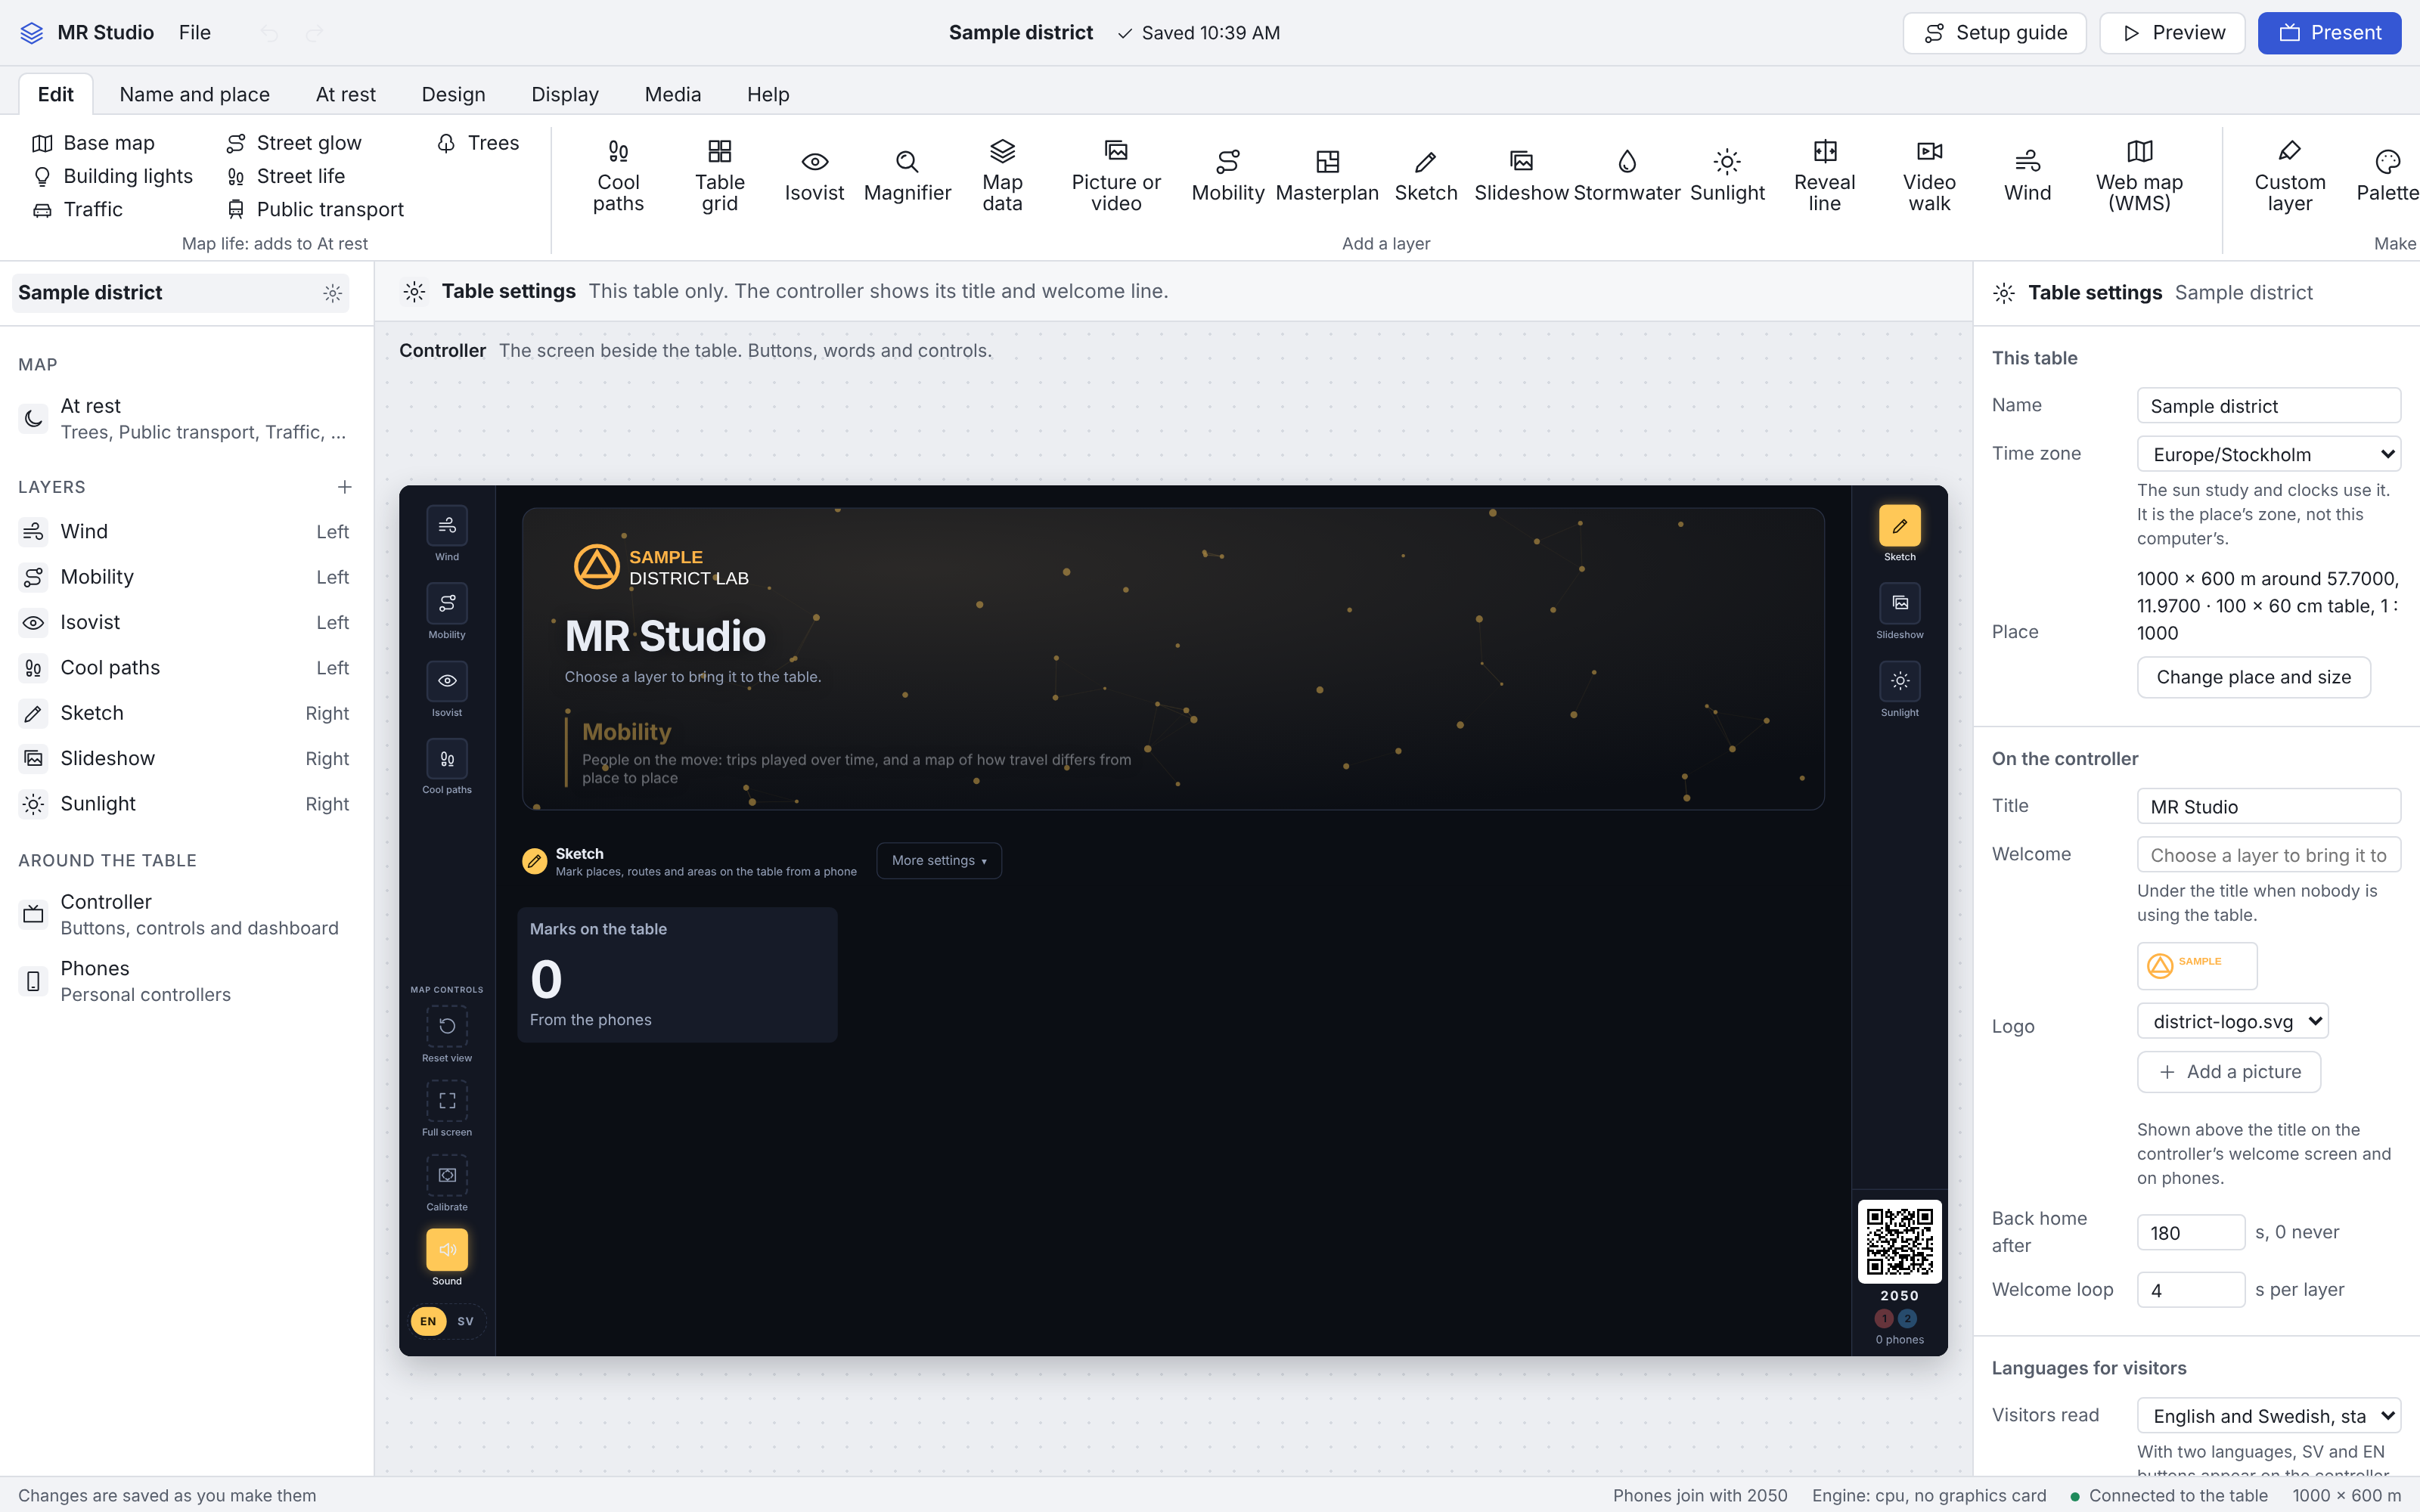 MR Studio
File
Sample district
Saved 10:39 AM
Setup guide
Preview
Present
Edit
Name and place
At rest
Design
Display
Media
Help
Base map
Street glow
Trees
Building lights
Street life
Traffic
Public transport
Map life: adds to At rest
Cool
paths
Table
grid
Isovist
Magnifier
Map
data
Picture or
video
Mobility
Masterplan
Sketch
Slideshow
Stormwater
Sunlight
Reveal
line
Video
walk
Wind
Web map
(WMS)
Add a layer
Custom
layer
Palette
Make
Sample district
MAP
At rest
Trees, Public transport, Traffic, ...
LAYERS
Wind Left
Mobility Left
Isovist Left
Cool paths Left
Sketch Right
Slideshow Right
Sunlight Right
AROUND THE TABLE
Controller
Buttons, controls and dashboard
Phones
Personal controllers
Table settings This table only. The controller shows its title and welcome line.
Controller The screen beside the table. Buttons, words and controls.
Wind
Mobility
Isovist
Cool paths
MAP CONTROLS
Reset view
Full screen
Calibrate
Sound
EN SV
SAMPLE
DISTRICT LAB
MR Studio
Choose a layer to bring it to the table.
Mobility
People on the move: trips played over time, and a map of how travel differs from
place to place
Sketch
Mark places, routes and areas on the table from a phone
More settings ▾
Marks on the table
0
From the phones
Sketch
Slideshow
Sunlight
2050
1 2
0 phones
Table settings Sample district
This table
Name
Sample district
Time zone
Europe/Stockholm
The sun study and clocks use it.
It is the place’s zone, not this
computer’s.
Place
1000 × 600 m around 57.7000,
11.9700 · 100 × 60 cm table, 1 :
1000
Change place and size
On the controller
Title
MR Studio
Welcome
Choose a layer to bring it to
Under the title when nobody is
using the table.
SAMPLE
Logo
district-logo.svg
Add a picture
Shown above the title on the
controller’s welcome screen and
on phones.
Back home
after
180
s, 0 never
Welcome loop
4
s per layer
Languages for visitors
Visitors read
English and Swedish, sta
With two languages, SV and EN
buttons appear on the controller
Changes are saved as you make them
Phones join with 2050
Engine: cpu, no graphics card
Connected to the table
1000 × 600 m